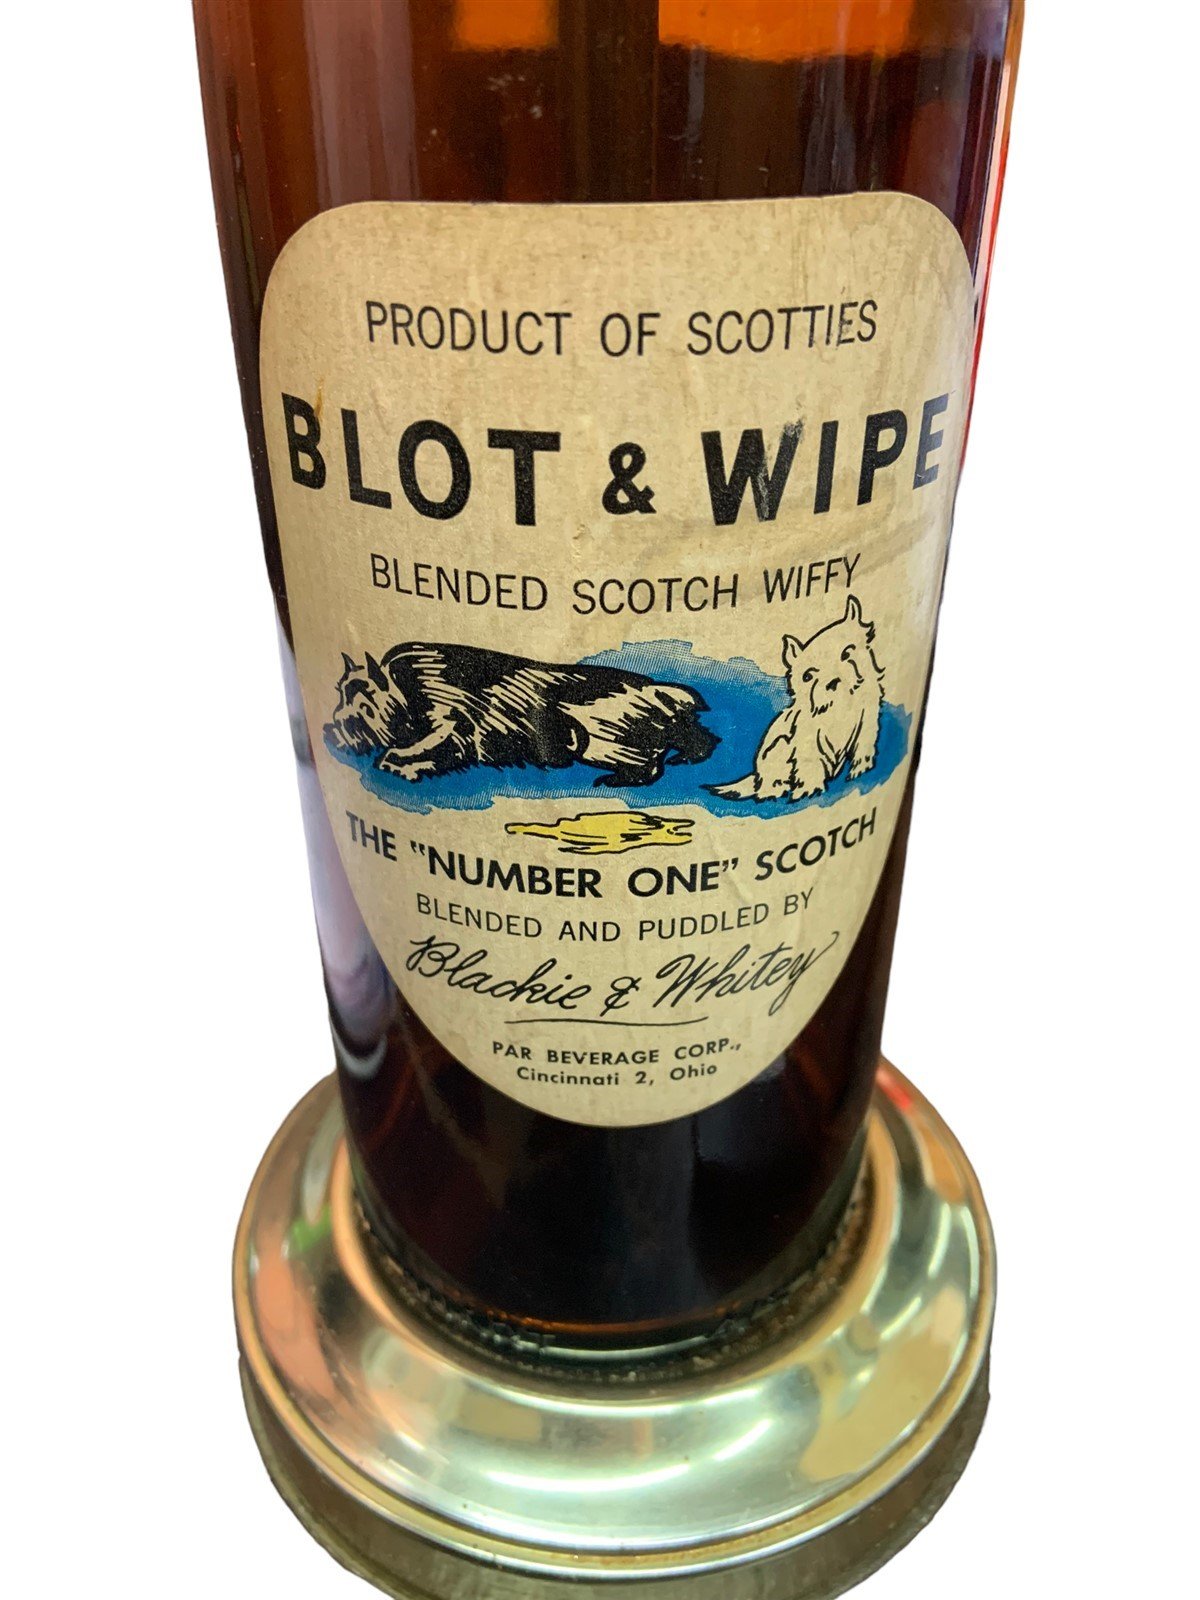 PRODUCT OF SCOTTIES
BLOT & WIPE
BLENDED SCOTCH WIFFY
THE "NUMBER ONE" SCOTCH
BLENDED AND PUDDLED BY
Blackie & Whitey
PAR BEVERAGE CORP.,
Cincinnati 2, Ohio